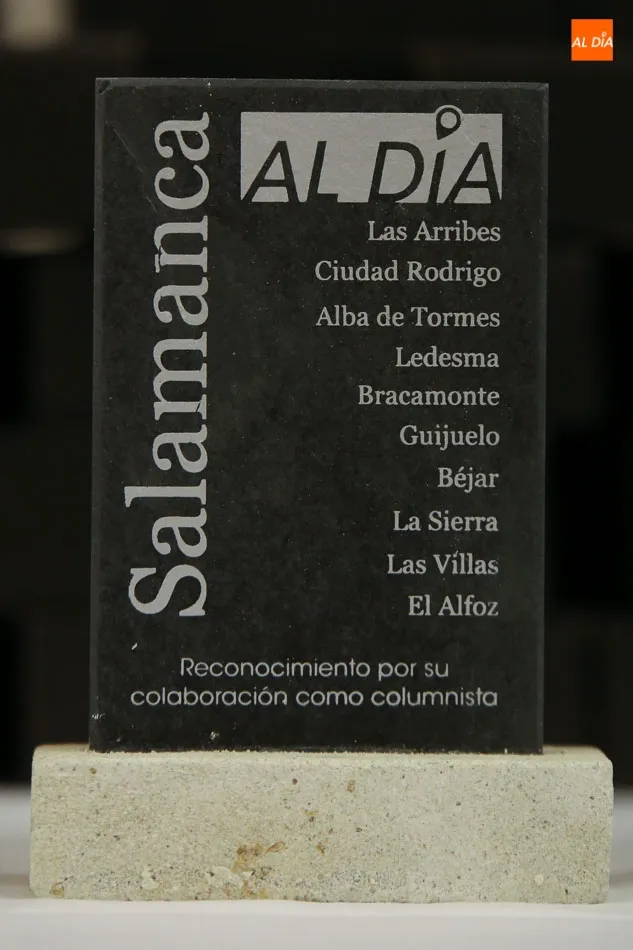 AL DÍA
Salamanca
AL DÍA
Las Arribes
Ciudad Rodrigo
Alba de Tormes
Ledesma
Bracamonte
Guijuelo
Béjar
La Sierra
Las Villas
El Alfoz
Reconocimiento por su
colaboración como columnista